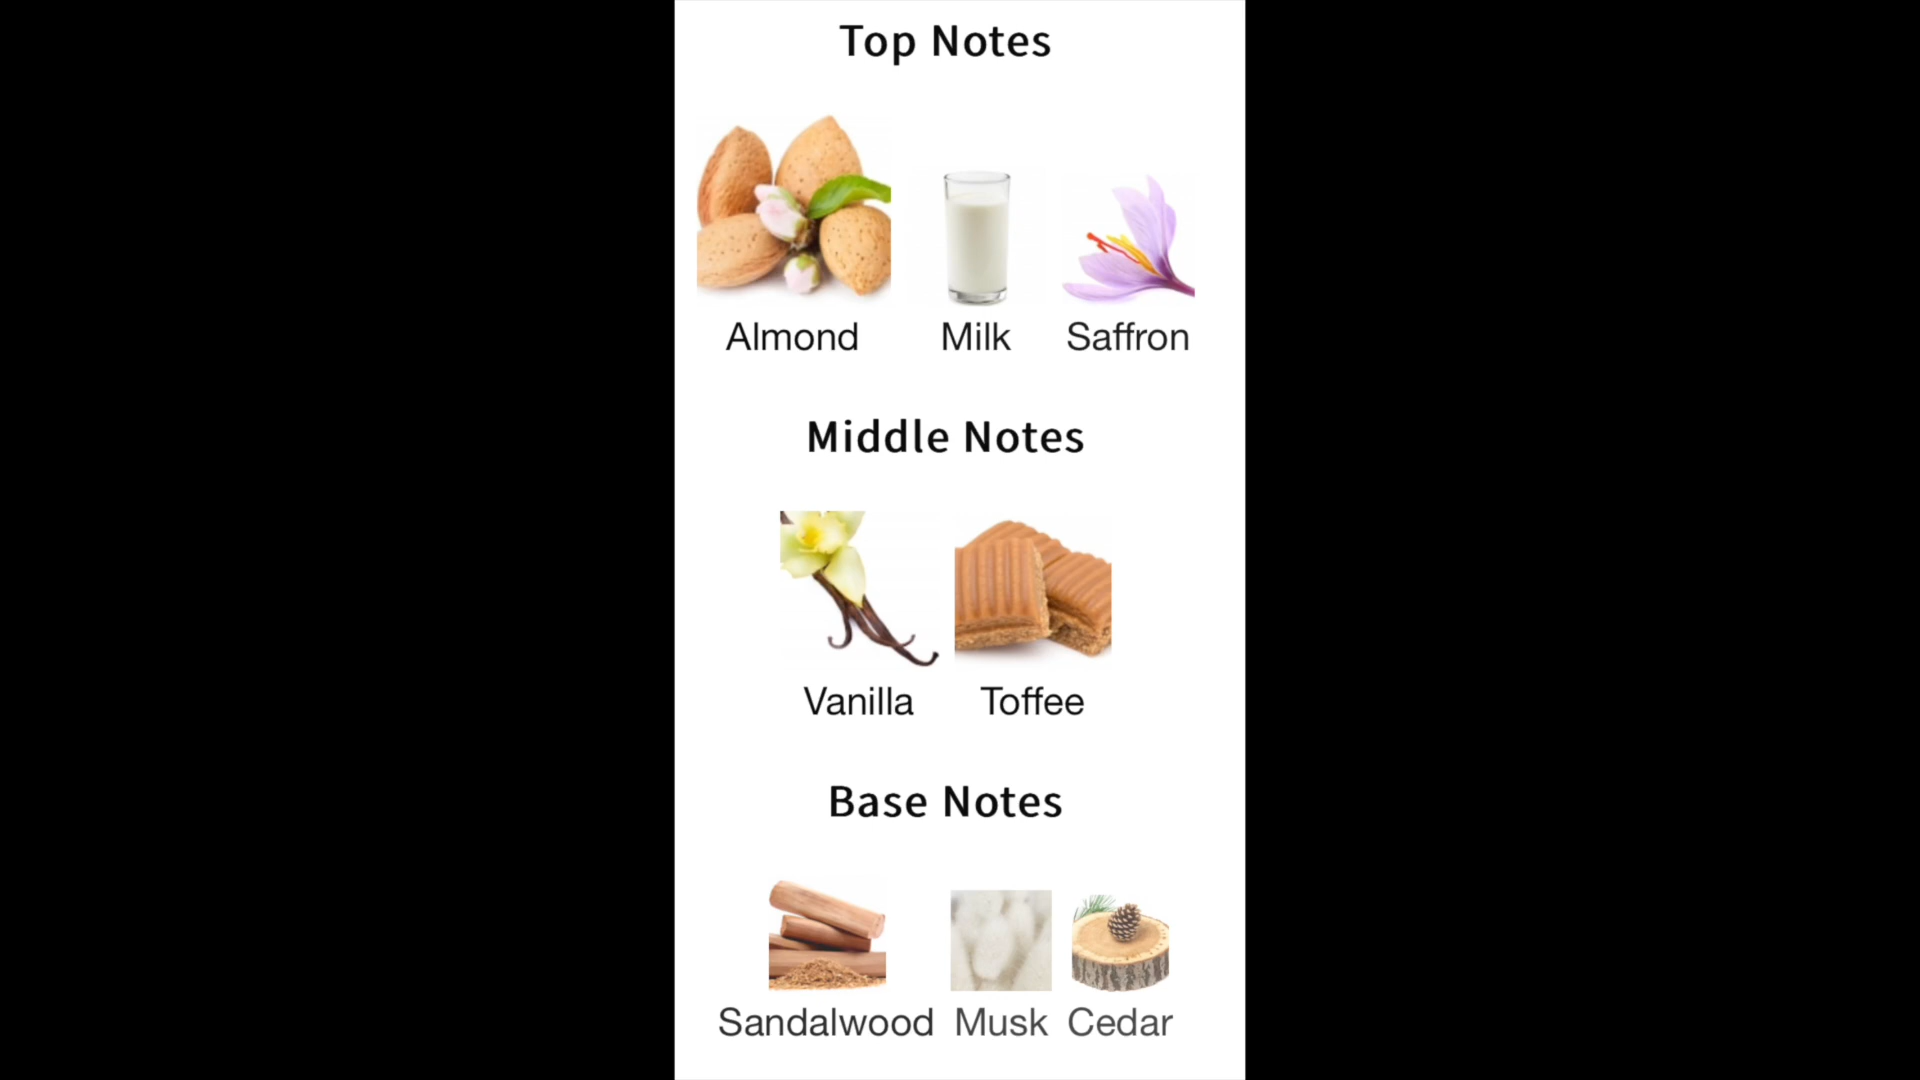 Top Notes
Almond Milk Saffron
Middle Notes
Vanilla Toffee
Base Notes
Sandalwood Musk Cedar